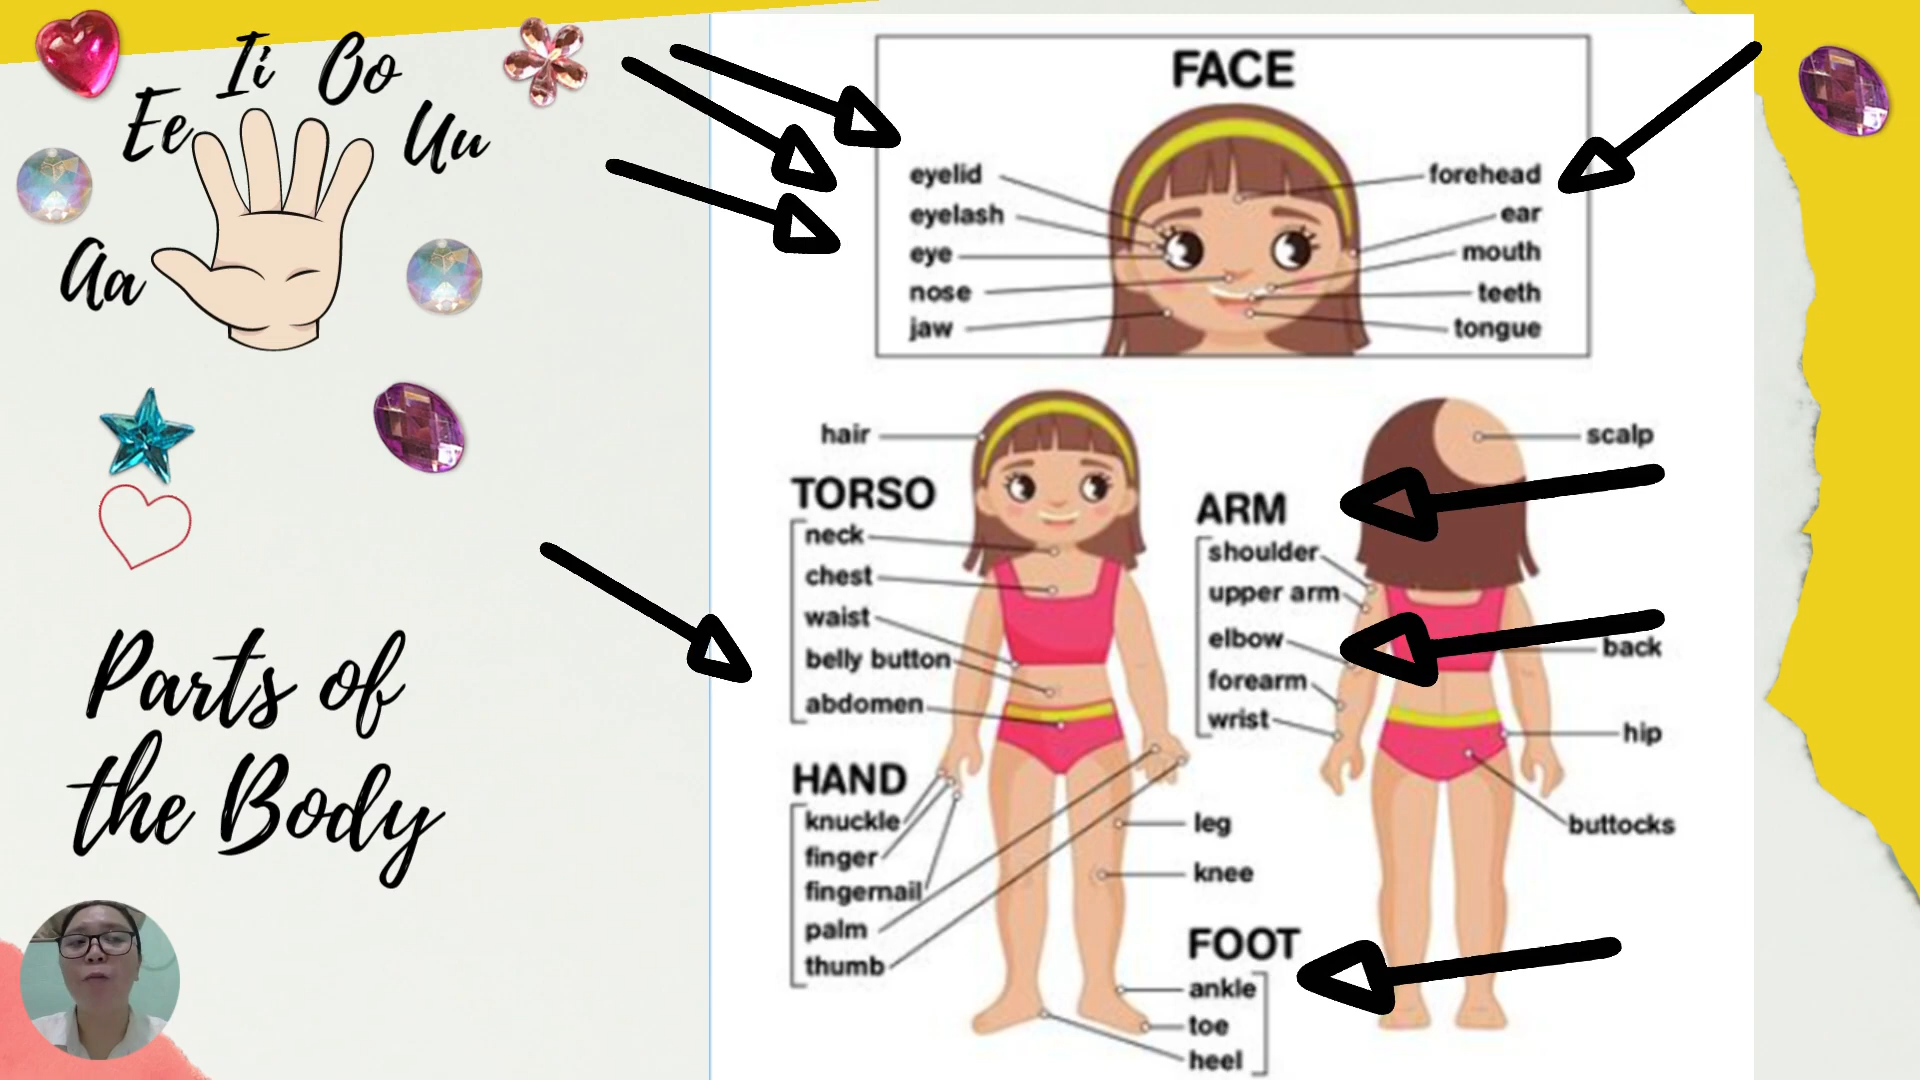 Ii Oo
Ee
Uu
Aa
Parts of
the Body
FACE
eyelid
eyelash
eye
nose
jaw
forehead
ear
mouth
teeth
tongue
hair
TORSO
neck
chest
waist
belly button
abdomen
HAND
knuckle
finger
fingernail
palm
thumb
scalp
ARM
shoulder
upper arm
elbow
forearm
wrist
back
hip
buttocks
leg
knee
FOOT
ankle
toe
heel